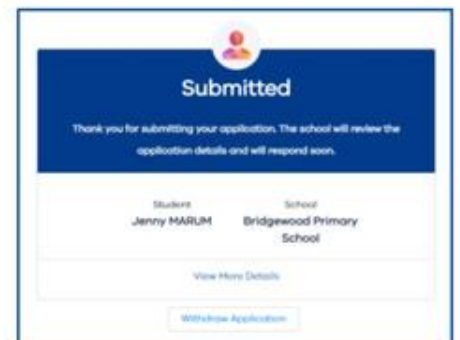 Submitted
Thank you for submitting your application. The school will review the
application details and will respond soon.
Student School
Jenny MARUM Bridgewood Primary
School
View More Details
Withdraw Application